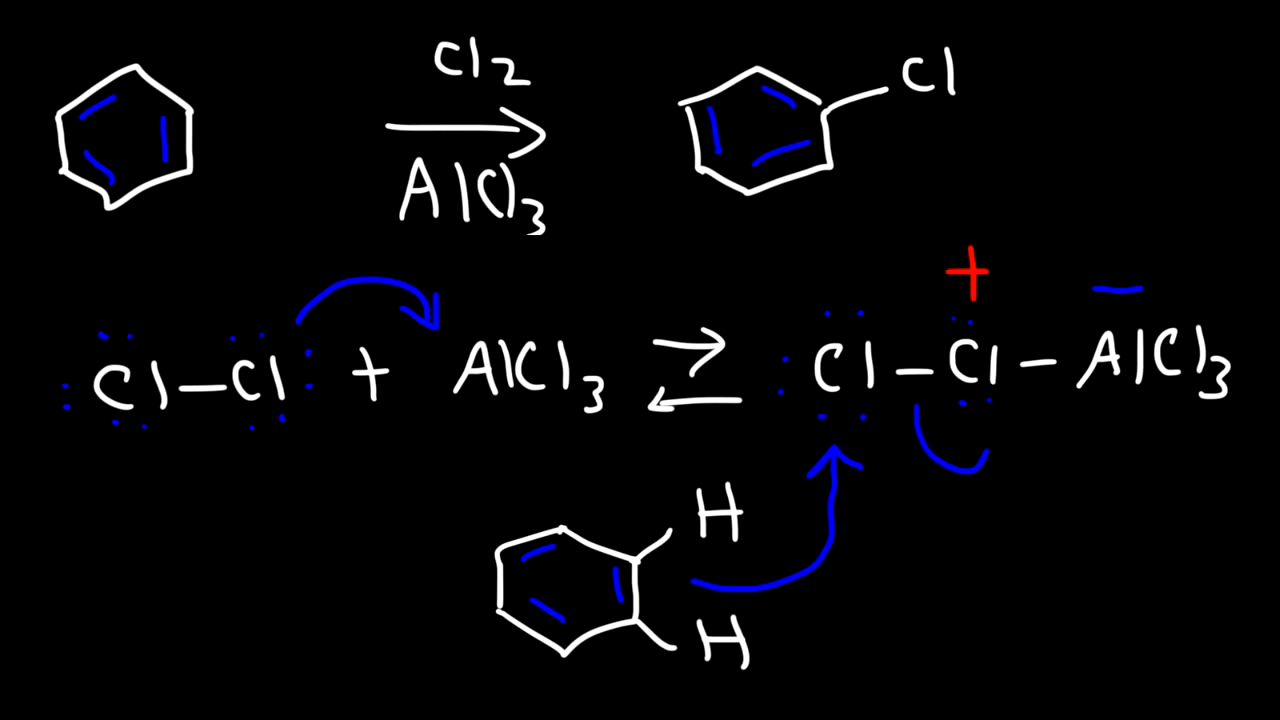 Cl2
Cl
AlCl3
Cl–Cl + AlCl3 ⇌ Cl–Cl–AlCl3
+ −
H
H